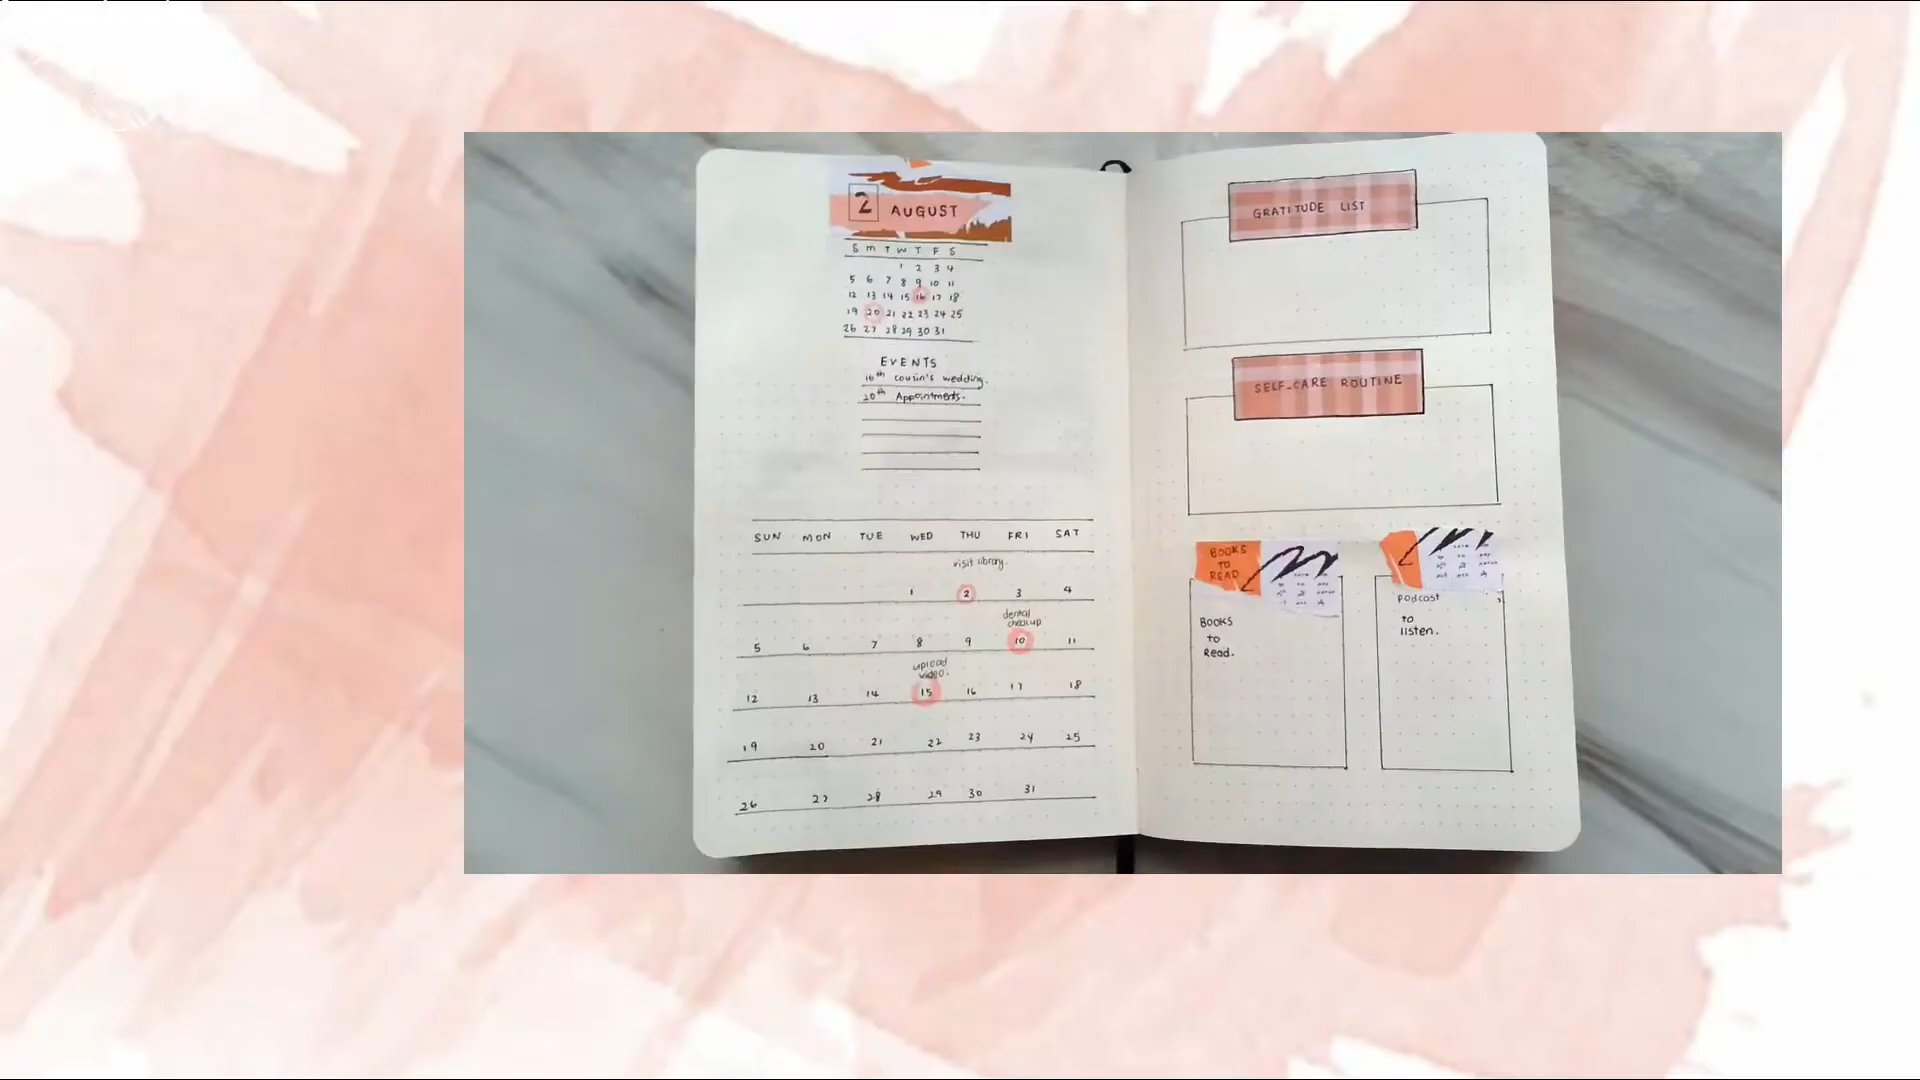 2 AUGUST
S M T W T F S
1 2 3 4
5 6 7 8 9 10 11
12 13 14 15 16 17 18
19 20 21 22 23 24 25
26 27 28 29 30 31
EVENTS
16th cousin's wedding.
20th Appointments.
SUN MON TUE WED THU FRI SAT
visit library.
1 2 3 4
dental
checkup
5 6 7 8 9 10 11
upload
video.
12 13 14 15 16 17 18
19 20 21 22 23 24 25
26 27 28 29 30 31
GRATITUDE LIST
SELF-CARE ROUTINE
BOOKS
TO
READ
BOOKS
to
Read.
podcast
to
listen.